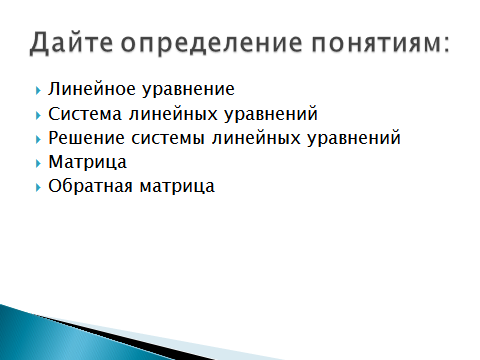 Дайте определение понятиям:
Линейное уравнение
Система линейных уравнений
Решение системы линейных уравнений
Матрица
Обратная матрица